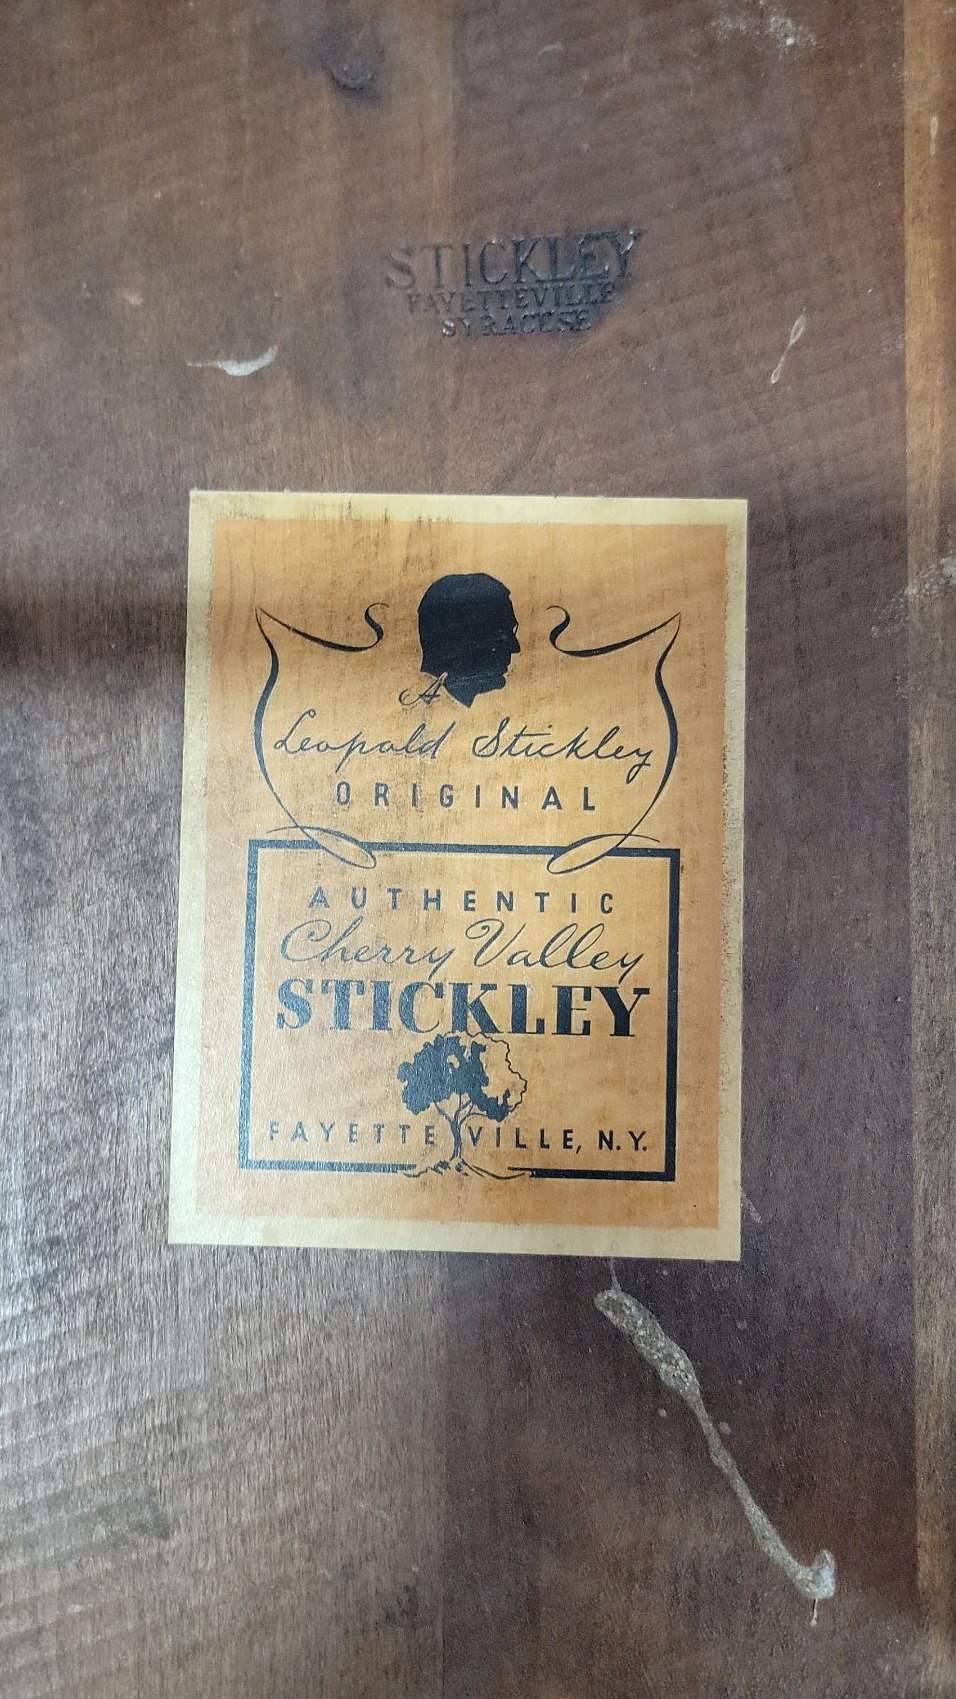 STICKLEY
FAYETTEVILLE
SYRACUSE
A
Leopold Stickley
ORIGINAL
AUTHENTIC
Cherry Valley
STICKLEY
FAYETTEVILLE, N.Y.